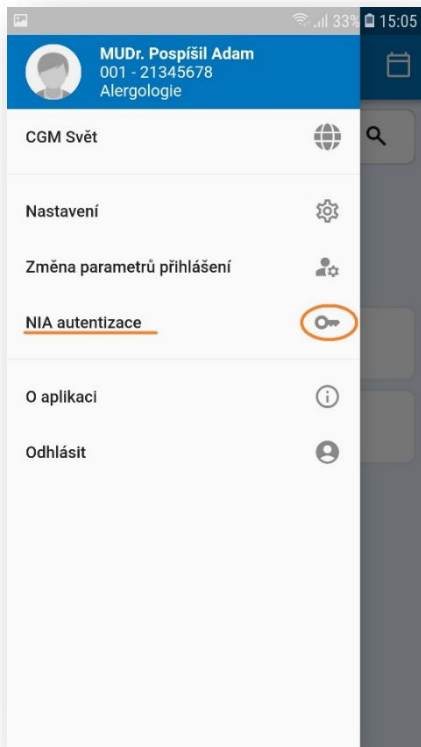 33% 15:05
MUDr. Pospíšil Adam
001 - 21345678
Alergologie
CGM Svět
Nastavení
Změna parametrů přihlášení
NIA autentizace
O aplikaci
Odhlásit